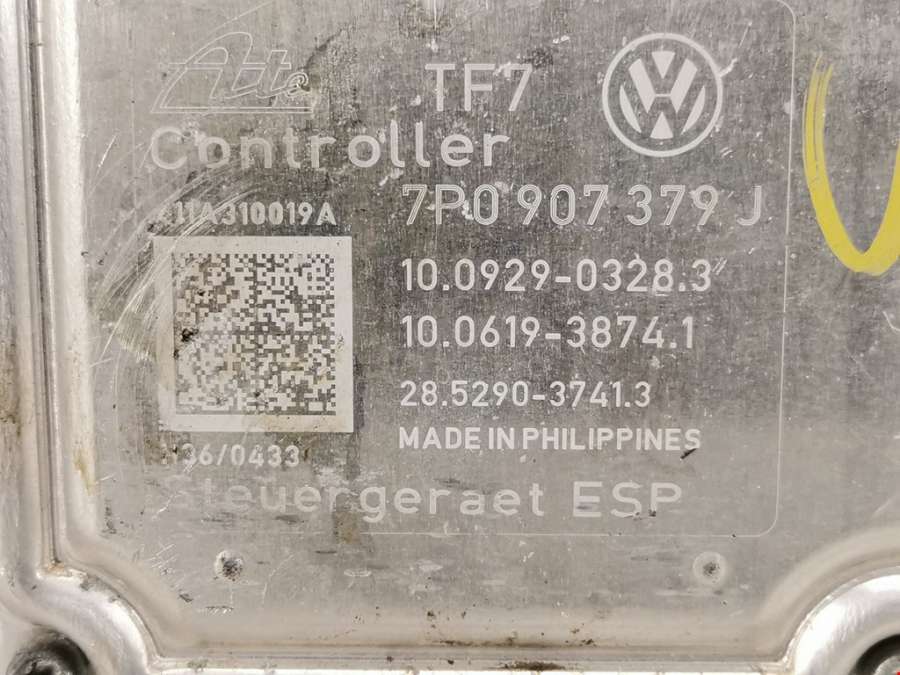 Ate
TF7
Controller
7P0 907 379 J
10.0929-0328.3
10.0619-3874.1
28.5290-3741.3
MADE IN PHILIPPINES
Steuergeraet ESP